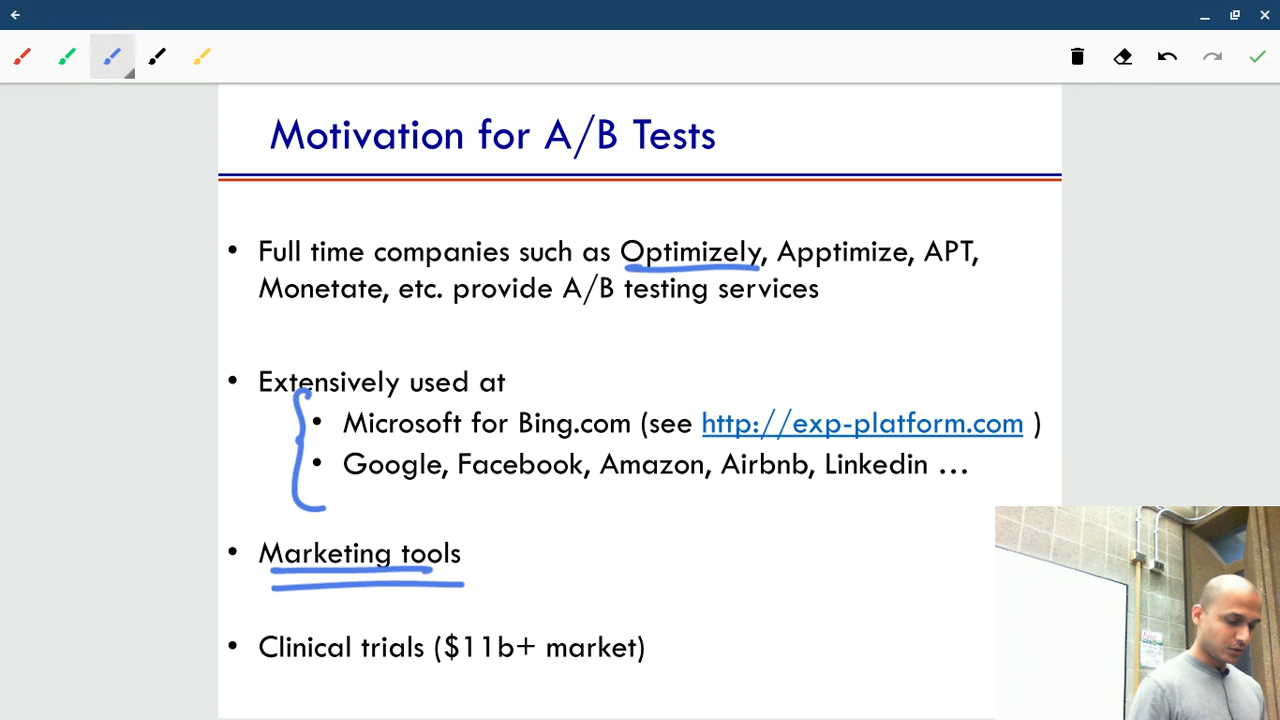 Motivation for A/B Tests
• Full time companies such as Optimizely, Apptimize, APT,
Monetate, etc. provide A/B testing services
• Extensively used at
• Microsoft for Bing.com (see http://exp-platform.com )
• Google, Facebook, Amazon, Airbnb, Linkedin ...
• Marketing tools
• Clinical trials ($11b+ market)